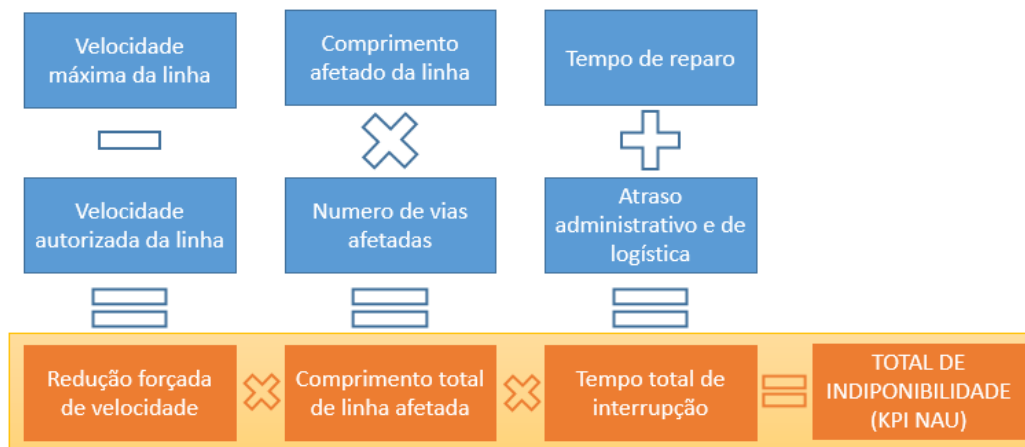 Velocidade
máxima da linha
Comprimento
afetado da linha
Tempo de reparo
Velocidade
autorizada da linha
Numero de vias
afetadas
Atraso
administrativo e de
logística
Redução forçada
de velocidade
Comprimento total
de linha afetada
Tempo total de
interrupção
TOTAL DE
INDIPONIBILIDADE
(KPI NAU)